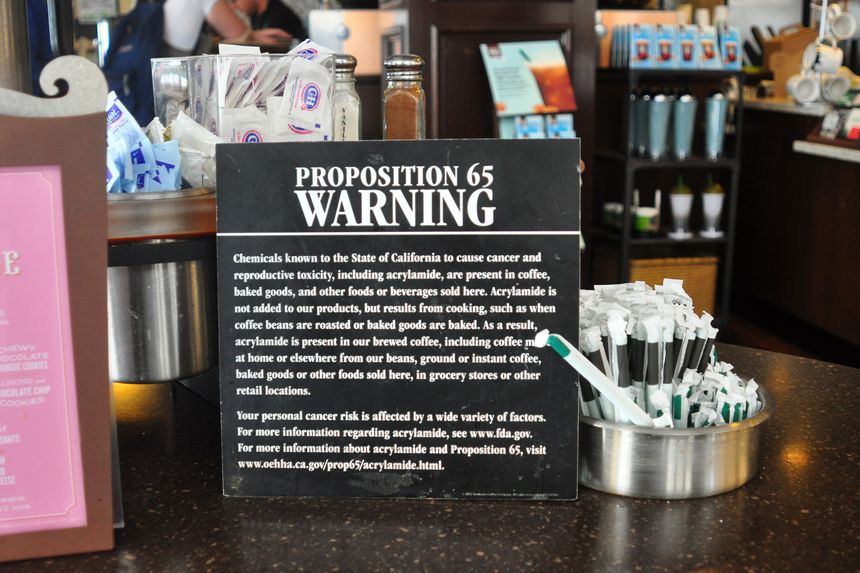 PROPOSITION 65
WARNING
Chemicals known to the State of California to cause cancer and
reproductive toxicity, including acrylamide, are present in coffee,
baked goods, and other foods or beverages sold here. Acrylamide is
not added to our products, but results from cooking, such as when
coffee beans are roasted or baked goods are baked. As a result,
acrylamide is present in our brewed coffee, including coffee
at home or elsewhere from our beans, ground or instant coffee,
baked goods or other foods sold here, in grocery stores or other
retail locations.
Your personal cancer risk is affected by a wide variety of factors.
For more information regarding acrylamide, see www.fda.gov.
For more information about acrylamide and Proposition 65, visit
www.oehha.ca.gov/prop65/acrylamide.html.
CHEWY
CHOCOLATE
COOKIES
ALMOND and
CHOCOLATE CHIP
COOKIES